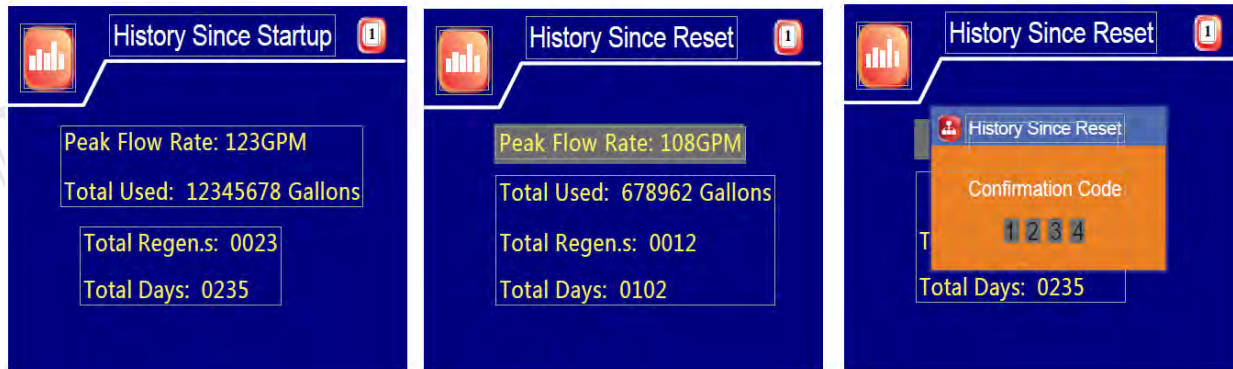 History Since Startup
1
Peak Flow Rate: 123GPM
Total Used: 12345678 Gallons
Total Regen.s: 0023
Total Days: 0235
History Since Reset
1
Peak Flow Rate: 108GPM
Total Used: 678962 Gallons
Total Regen.s: 0012
Total Days: 0102
History Since Reset
1
History Since Reset
Confirmation Code
1 2 3 4
T
Total Days: 0235